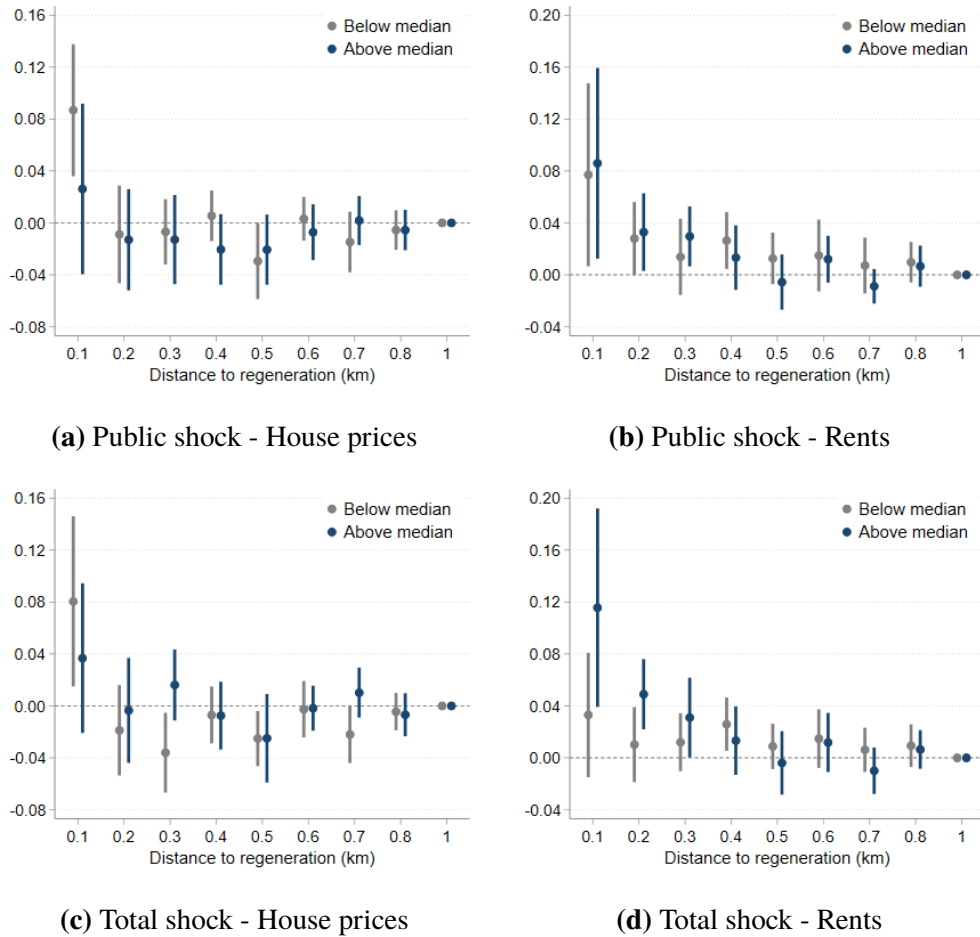 0.16
0.12
0.08
0.04
0.00
-0.04
-0.08
Below median
Above median
0.1 0.2 0.3 0.4 0.5 0.6 0.7 0.8 1
Distance to regeneration (km)
(a) Public shock - House prices
0.20
0.16
0.12
0.08
0.04
0.00
-0.04
Below median
Above median
0.1 0.2 0.3 0.4 0.5 0.6 0.7 0.8 1
Distance to regeneration (km)
(b) Public shock - Rents
0.16
0.12
0.08
0.04
0.00
-0.04
-0.08
Below median
Above median
0.1 0.2 0.3 0.4 0.5 0.6 0.7 0.8 1
Distance to regeneration (km)
(c) Total shock - House prices
0.20
0.16
0.12
0.08
0.04
0.00
-0.04
Below median
Above median
0.1 0.2 0.3 0.4 0.5 0.6 0.7 0.8 1
Distance to regeneration (km)
(d) Total shock - Rents